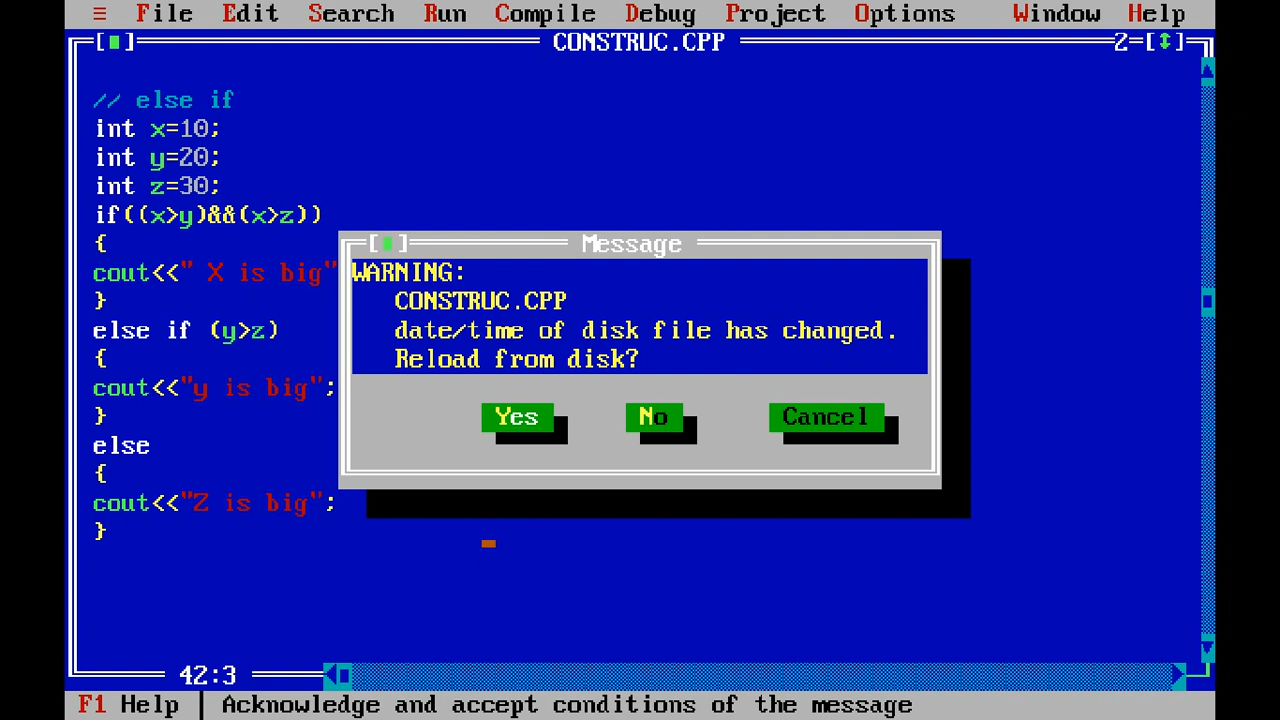 ≡ File Edit Search Run Compile Debug Project Options Window Help
[■] CONSTRUC.CPP 2=[↕]
// else if
int x=10;
int y=20;
int z=30;
if((x>y)&&(x>z))
{
cout<<" X is big"
}
else if (y>z)
{
cout<<"y is big";
}
else
{
cout<<"Z is big";
}
[■] Message
WARNING:
CONSTRUC.CPP
date/time of disk file has changed.
Reload from disk?
Yes No Cancel
42:3
F1 Help │ Acknowledge and accept conditions of the message